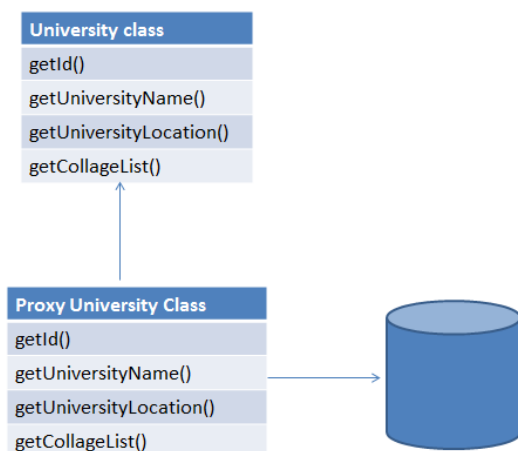 University class
getId()
getUniversityName()
getUniversityLocation()
getCollageList()
Proxy University Class
getId()
getUniversityName()
getUniversityLocation()
getCollageList()